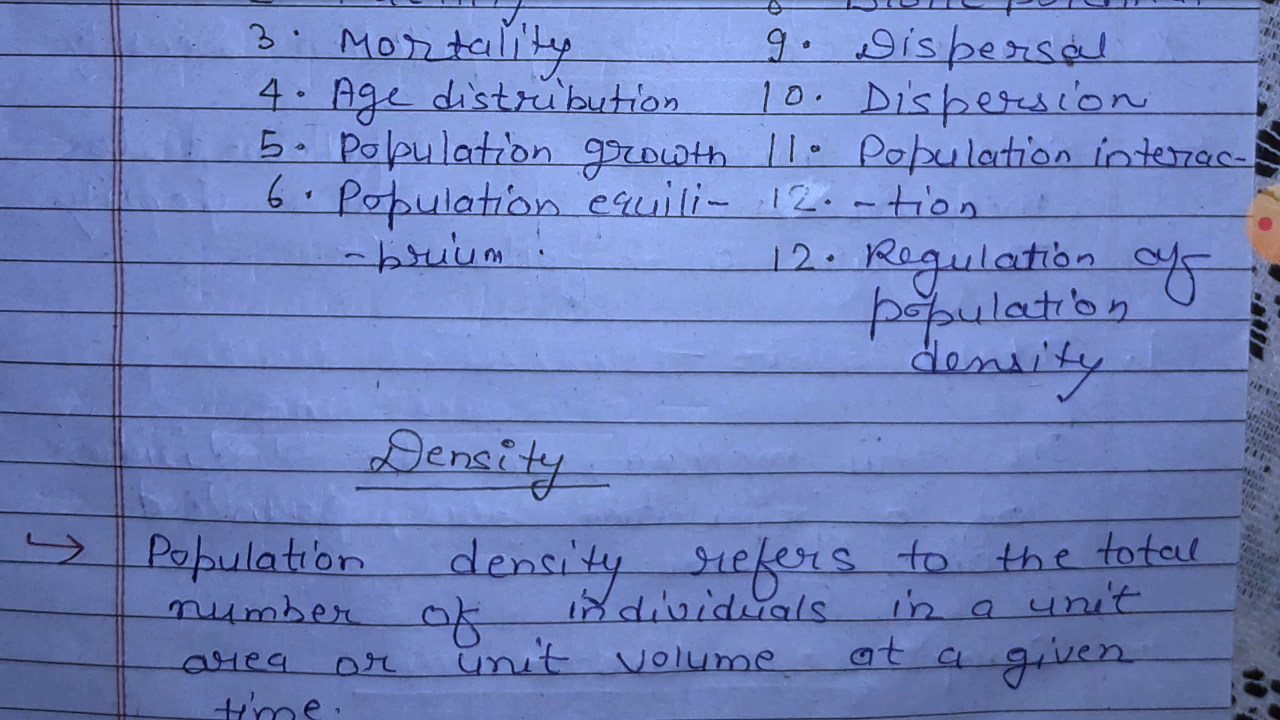 3. Mortality
4. Age distribution
5. Population growth
6. Population equili-
-brium.
9. Dispersal
10. Dispersion
11. Population interac-
12. -tion
12. Regulation of
population
density
Density
→ Population density refers to the total
number of individuals in a unit
area or unit volume at a given
time.